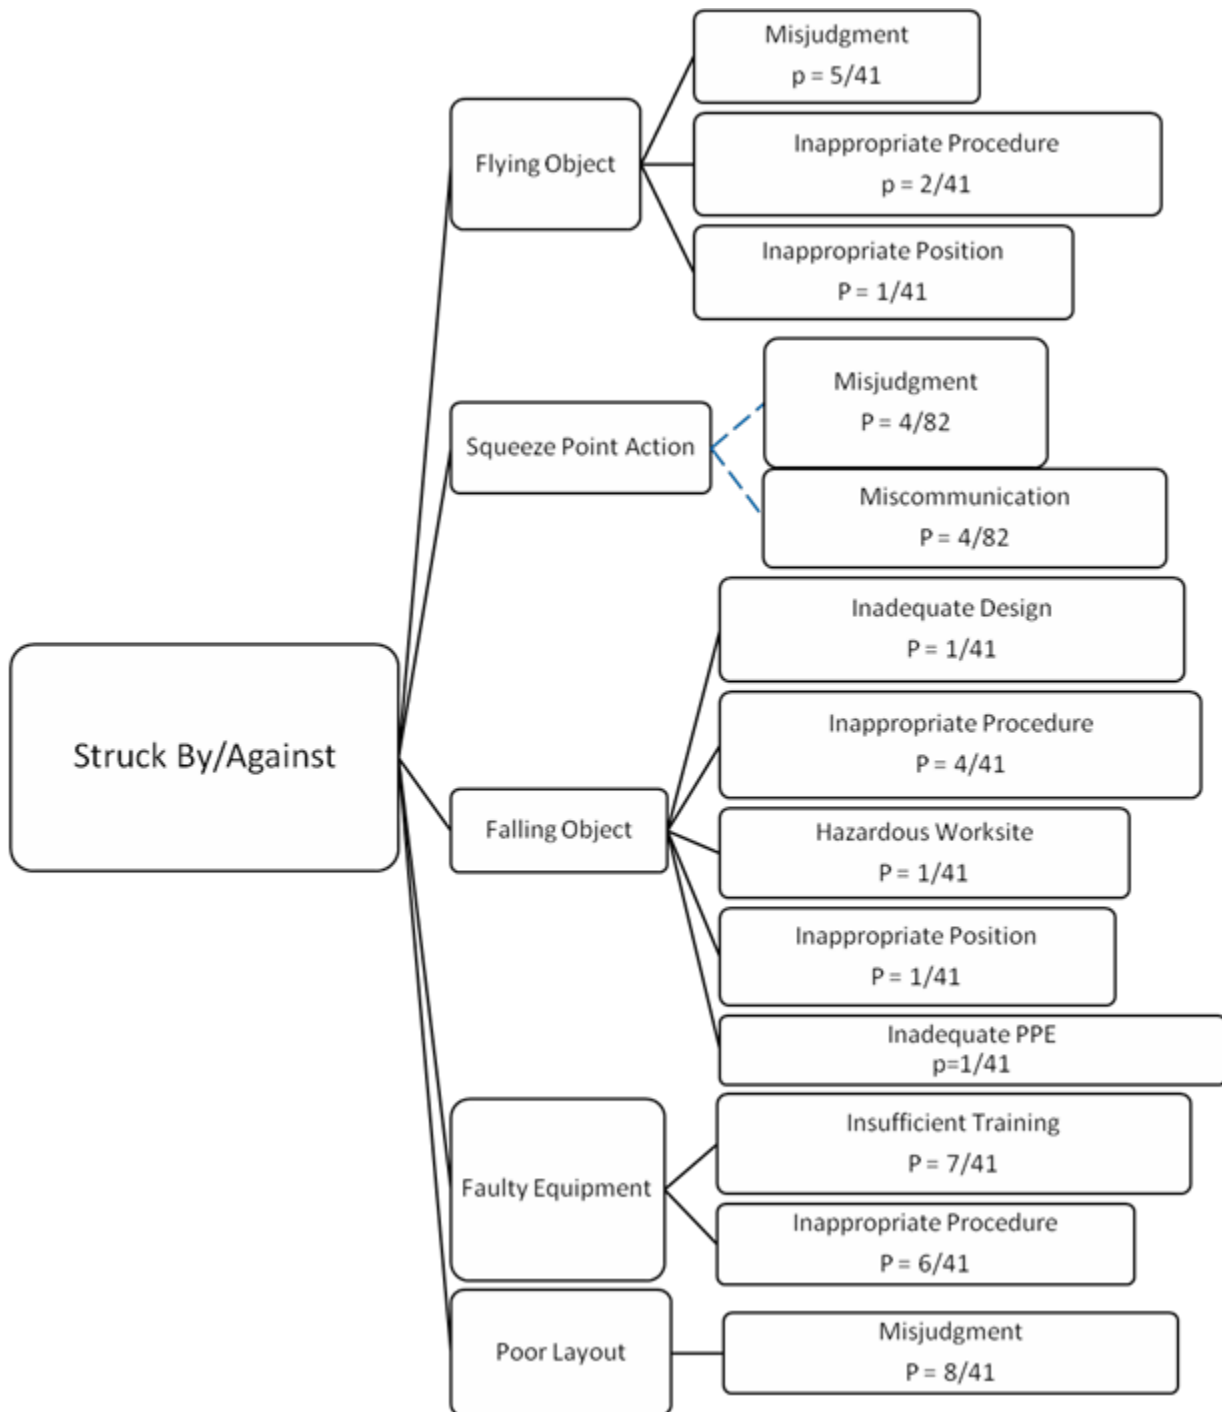 Misjudgment
p = 5/41
Flying Object
Inappropriate Procedure
p = 2/41
Inappropriate Position
P = 1/41
Misjudgment
P = 4/82
Squeeze Point Action
Miscommunication
P = 4/82
Inadequate Design
P = 1/41
Inappropriate Procedure
P = 4/41
Struck By/Against
Falling Object
Hazardous Worksite
P = 1/41
Inappropriate Position
P = 1/41
Inadequate PPE
p=1/41
Insufficient Training
P = 7/41
Faulty Equipment
Inappropriate Procedure
P = 6/41
Poor Layout
Misjudgment
P = 8/41